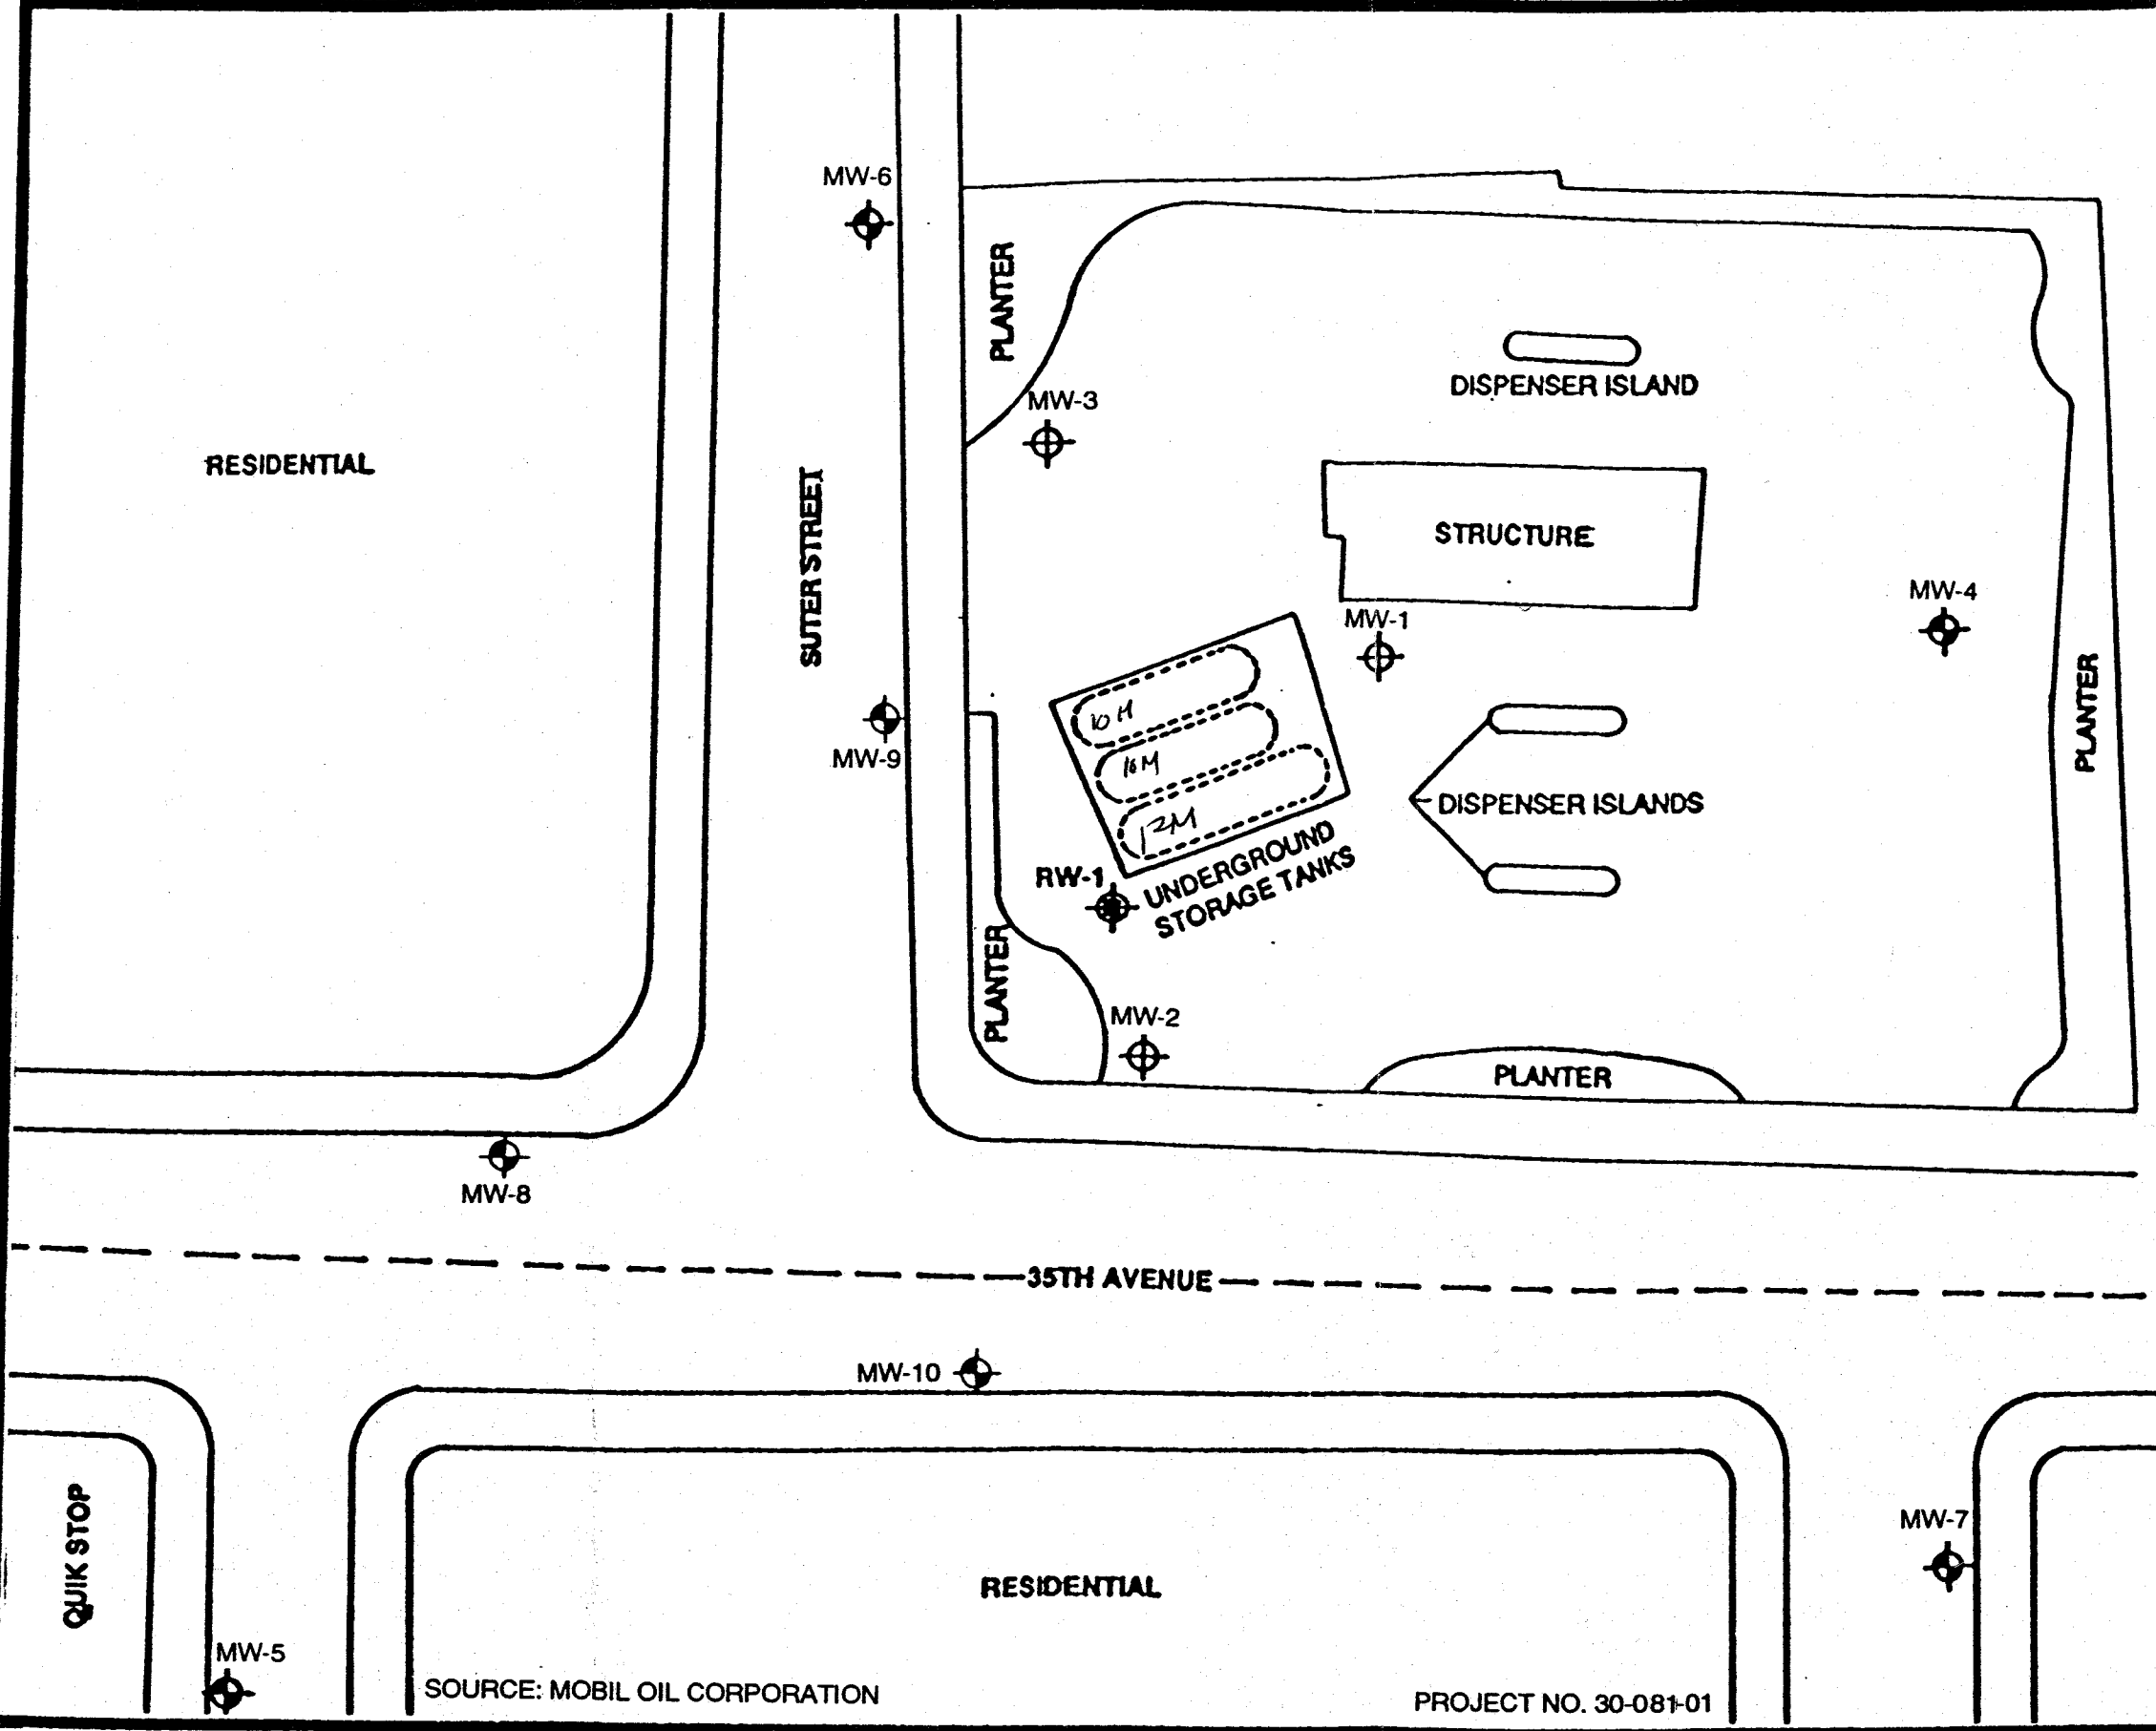 MW-6
PLANTER
DISPENSER ISLAND
MW-3
RESIDENTIAL
SUTER STREET
STRUCTURE
MW-4
MW-1
10 M
10 M
12M
MW-9
PLANTER
DISPENSER ISLANDS
UNDERGROUND
STORAGE TANKS
RW-1
PLANTER
MW-2
PLANTER
MW-8
35TH AVENUE
MW-10
QUIK STOP
MW-7
RESIDENTIAL
MW-5
SOURCE: MOBIL OIL CORPORATION
PROJECT NO. 30-081-01